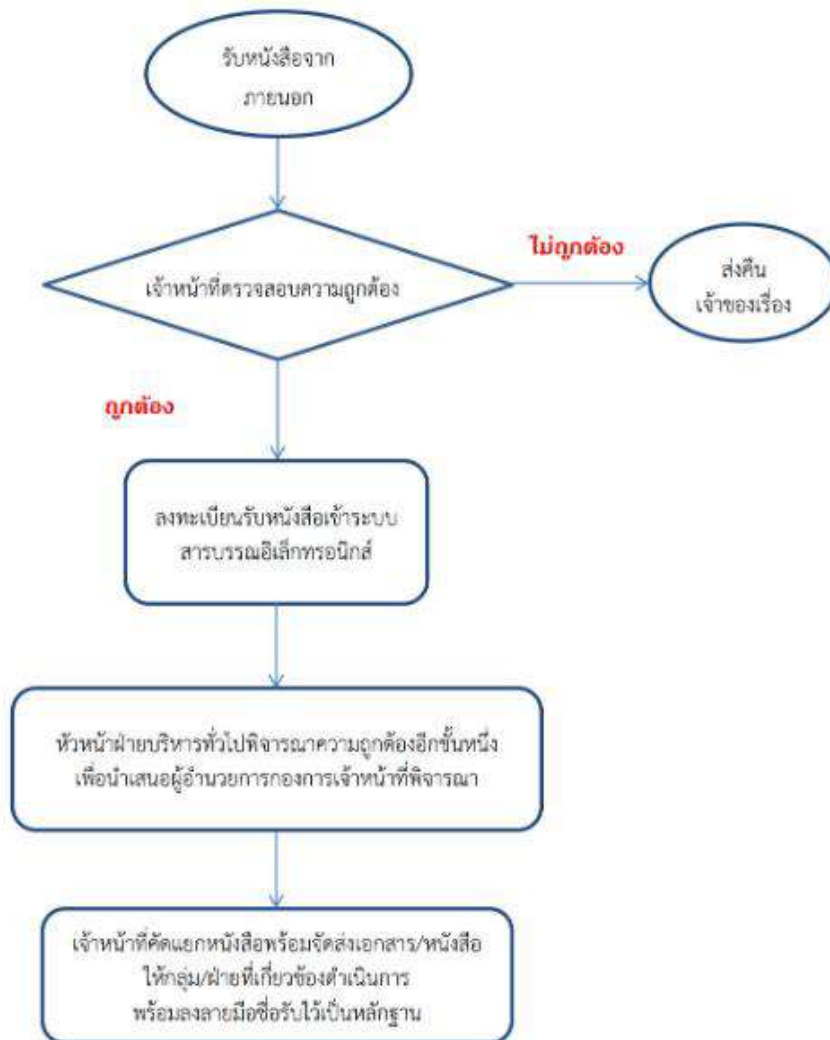 รับหนังสือจาก
ภายนอก
เจ้าหน้าที่ตรวจสอบความถูกต้อง
ไม่ถูกต้อง
ส่งคืน
เจ้าของเรื่อง
ถูกต้อง
ลงทะเบียนรับหนังสือเข้าระบบ
สารบรรณอิเล็กทรอนิกส์
หัวหน้าฝ่ายบริหารทั่วไปพิจารณาความถูกต้องอีกชั้นหนึ่ง
เพื่อนำเสนอผู้อำนวยการกองการเจ้าหน้าที่พิจารณา
เจ้าหน้าที่คัดแยกหนังสือพร้อมจัดส่งเอกสาร/หนังสือ
ให้กลุ่ม/ฝ่ายที่เกี่ยวข้องดำเนินการ
พร้อมลงลายมือชื่อรับไว้เป็นหลักฐาน